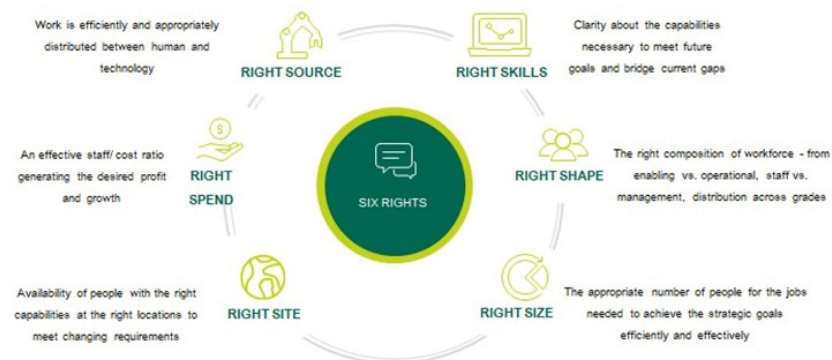 Work is efficiently and appropriately
distributed between human and
technology
RIGHT SOURCE
RIGHT SKILLS
Clarity about the capabilities
necessary to meet future
goals and bridge current gaps
An effective staff/ cost ratio
generating the desired profit
and growth
$
RIGHT
SPEND
SIX RIGHTS
RIGHT SHAPE
The right composition of workforce - from
enabling vs. operational, staff vs.
management, distribution across grades
Availability of people with the right
capabilities at the right locations to
meet changing requirements
RIGHT SITE
RIGHT SIZE
The appropriate number of people for the jobs
needed to achieve the strategic goals
efficiently and effectively